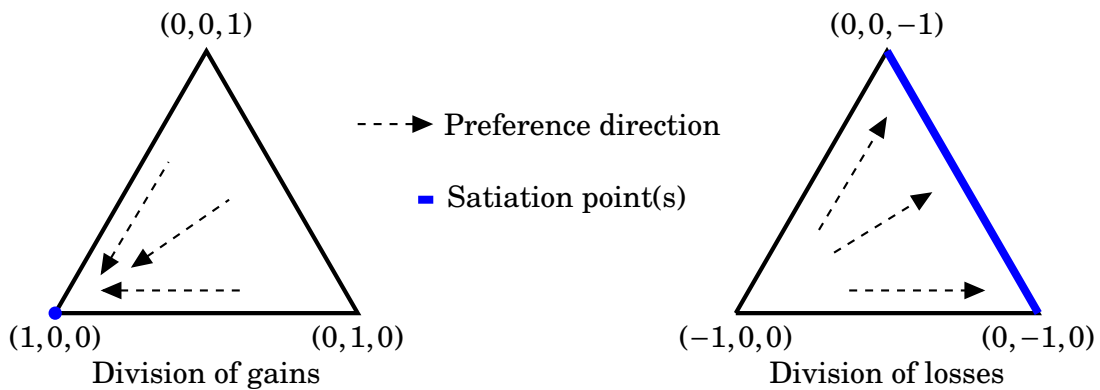 (0, 0, 1)
(0, 0, −1)
Preference direction
Satiation point(s)
(1, 0, 0)
(0, 1, 0)
(−1, 0, 0)
(0, −1, 0)
Division of gains
Division of losses